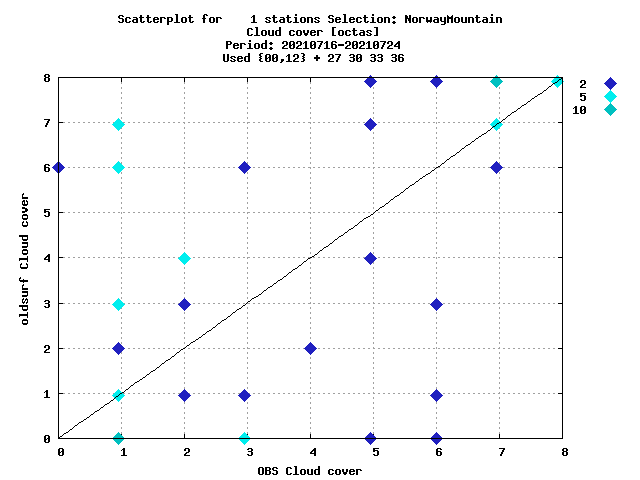 Scatterplot for    1 stations Selection: NorwayMountain
Cloud cover [octas]
Period: 20210716-20210724
Used {00,12} + 27 30 33 36
2
5
10
8
7
6
5
4
3
2
1
0
oldsurf Cloud cover
0 1 2 3 4 5 6 7 8
OBS Cloud cover